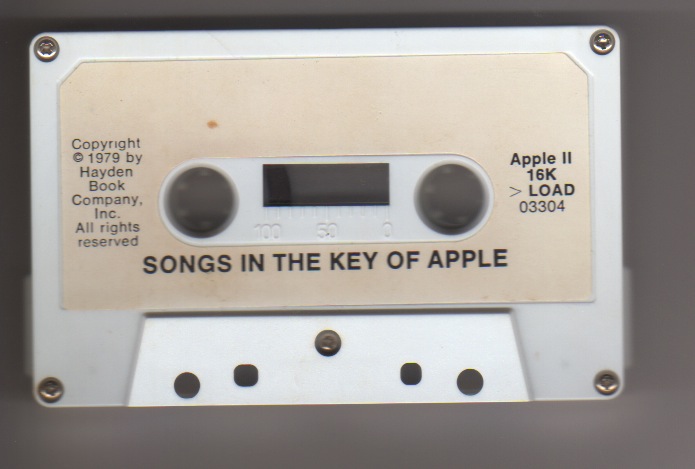 Copyright
© 1979 by
Hayden
Book
Company,
Inc.
All rights
reserved
Apple II
16K
> LOAD
03304
100 50 0
SONGS IN THE KEY OF APPLE